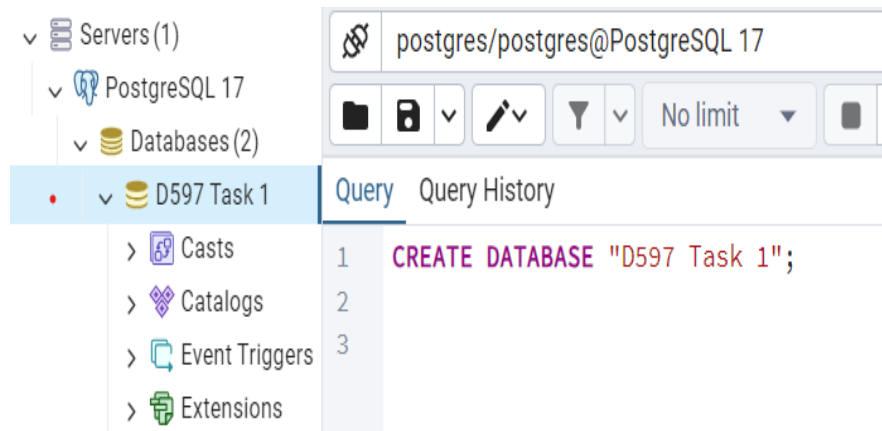 Servers (1)
PostgreSQL 17
Databases (2)
D597 Task 1
Casts
Catalogs
Event Triggers
Extensions
postgres/postgres@PostgreSQL 17
No limit
Query Query History
1 CREATE DATABASE "D597 Task 1";
2
3